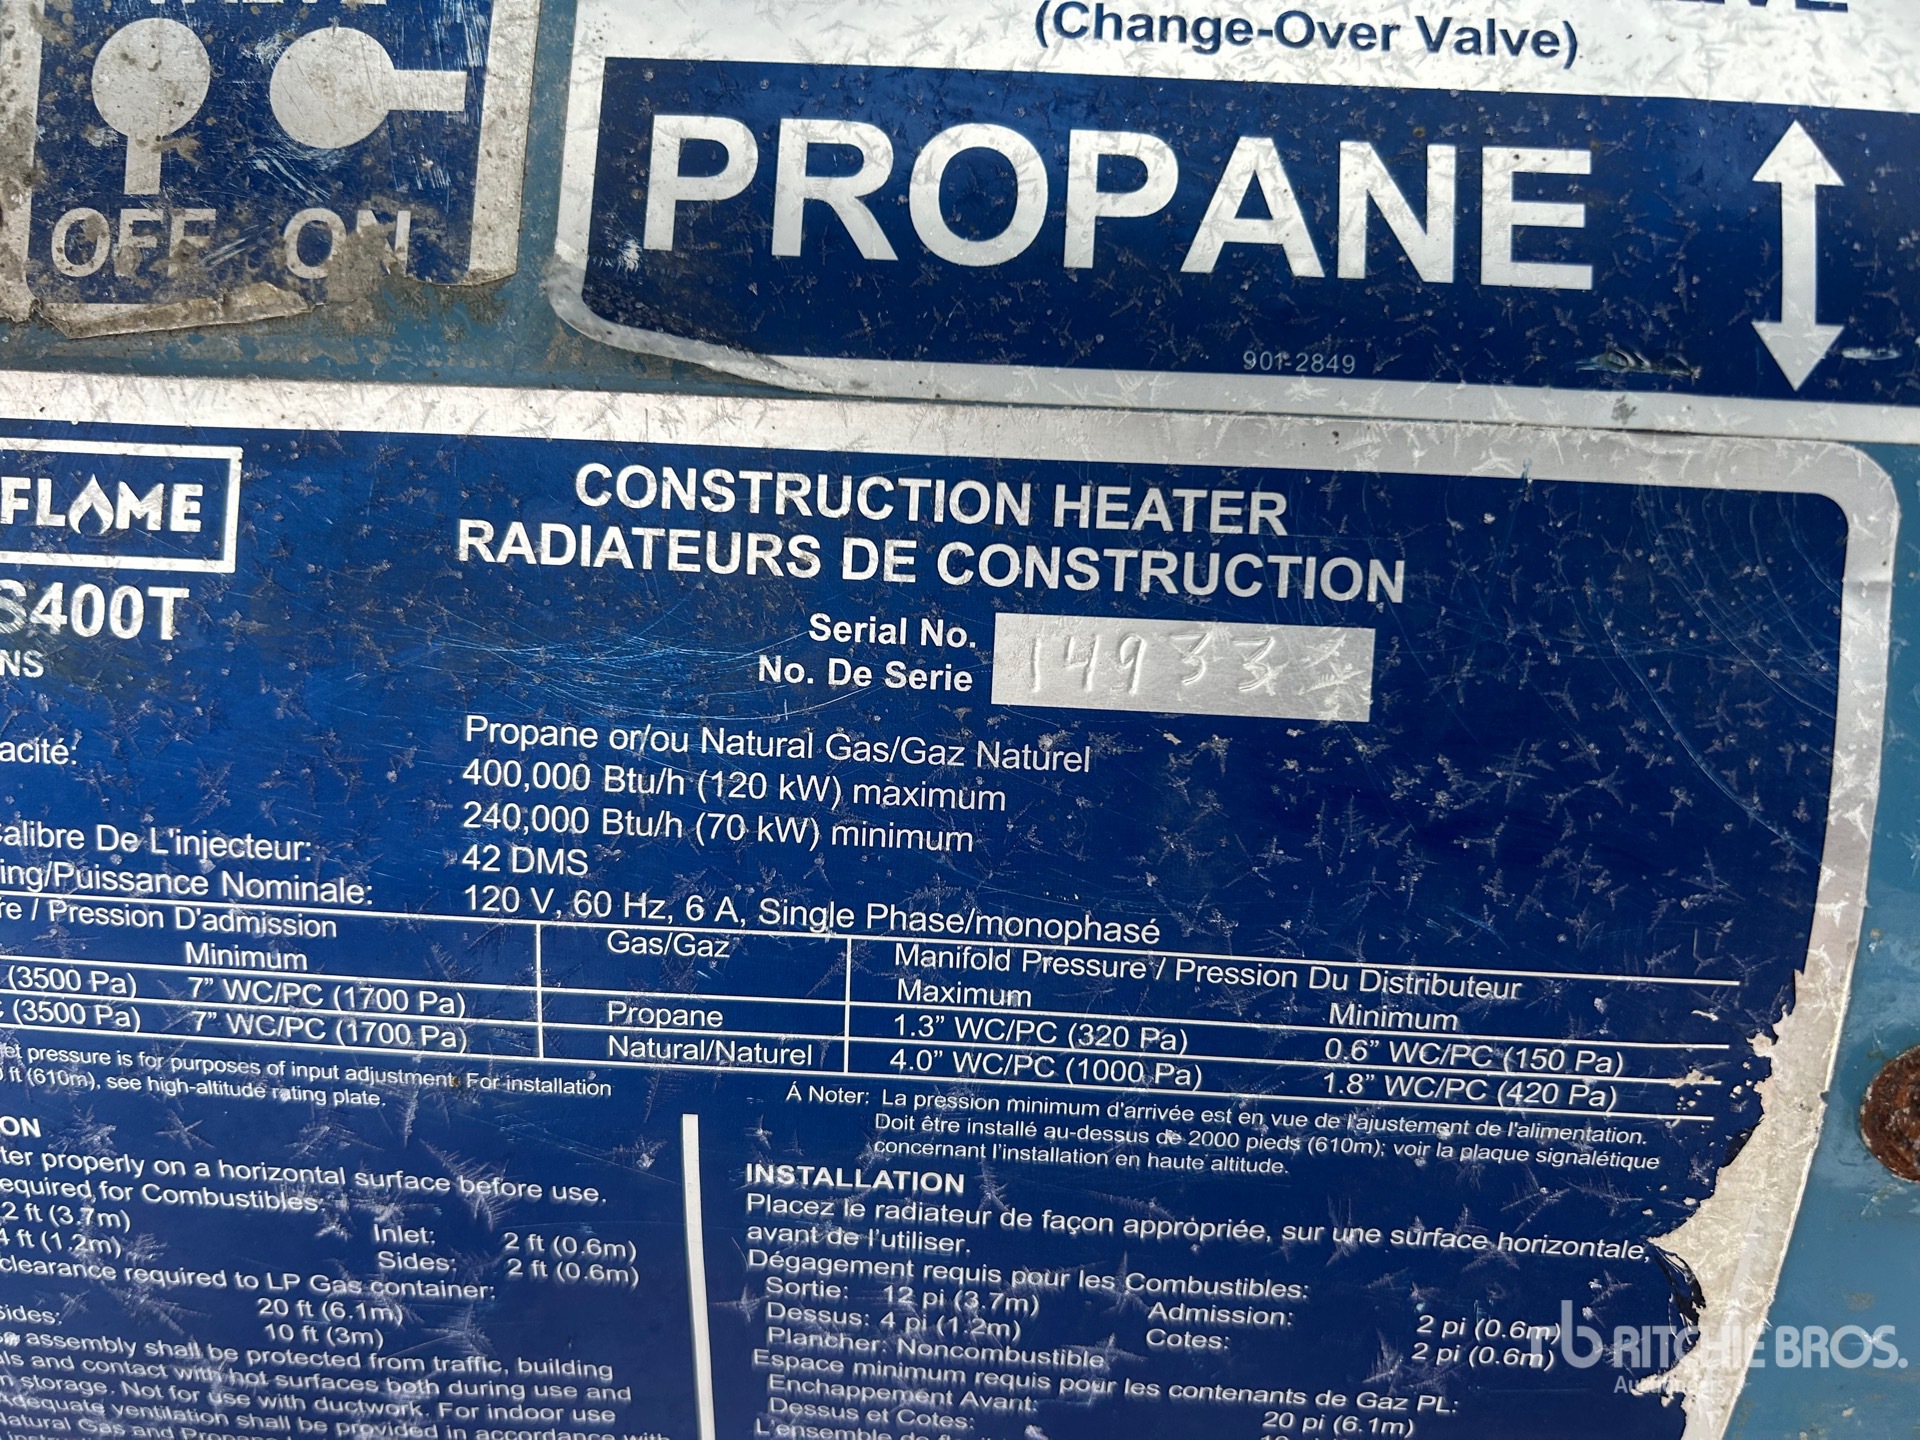 OFF ON
(Change-Over Valve)
PROPANE
901-2849
FLAME
S400T
NS
CONSTRUCTION HEATER
RADIATEURS DE CONSTRUCTION
Serial No.
No. De Serie
14933
acité:
Propane or/ou Natural Gas/Gaz Naturel
400,000 Btu/h (120 kW) maximum
240,000 Btu/h (70 kW) minimum
Calibre De L'injecteur: 42 DMS
ing/Puissance Nominale: 120 V, 60 Hz, 6 A, Single Phase/monophasé
re / Pression D'admission Gas/Gaz Manifold Pressure / Pression Du Distributeur
Minimum Maximum Minimum
(3500 Pa) 7" WC/PC (1700 Pa) Propane 1.3" WC/PC (320 Pa) 0.6" WC/PC (150 Pa)
C (3500 Pa) 7" WC/PC (1700 Pa) Natural/Naturel 4.0" WC/PC (1000 Pa) 1.8" WC/PC (420 Pa)
et pressure is for purposes of input adjustment. For installation
0 ft (610m), see high-altitude rating plate.
À Noter: La pression minimum d'arrivée est en vue de l'ajustement de l'alimentation.
Doit être installé au-dessus de 2000 pieds (610m); voir la plaque signalétique
concernant l'installation en haute altitude.
ON
ter properly on a horizontal surface before use.
equired for Combustibles:
2 ft (3.7m) Inlet: 2 ft (0.6m)
4 ft (1.2m) Sides: 2 ft (0.6m)
clearance required to LP Gas container:
20 ft (6.1m)
Sides: 10 ft (3m)
assembly shall be protected from traffic, building
ls and contact with hot surfaces both during use and
n storage. Not for use with ductwork. For indoor use
Adequate ventilation shall be provided in accordance with
INSTALLATION
Placez le radiateur de façon appropriée, sur une surface horizontale,
avant de l'utiliser.
Dégagement requis pour les Combustibles:
Sortie: 12 pi (3.7m) Admission: 2 pi (0.6m)
Dessus: 4 pi (1.2m) Cotes: 2 pi (0.6m)
Plancher: Noncombustible
Espace minimum requis pour les contenants de Gaz PL:
Enchappement Avant: 20 pi (6.1m)
Dessus et Cotes:
L'ensemble de
rb RITCHIE BROS.
Auctioneers